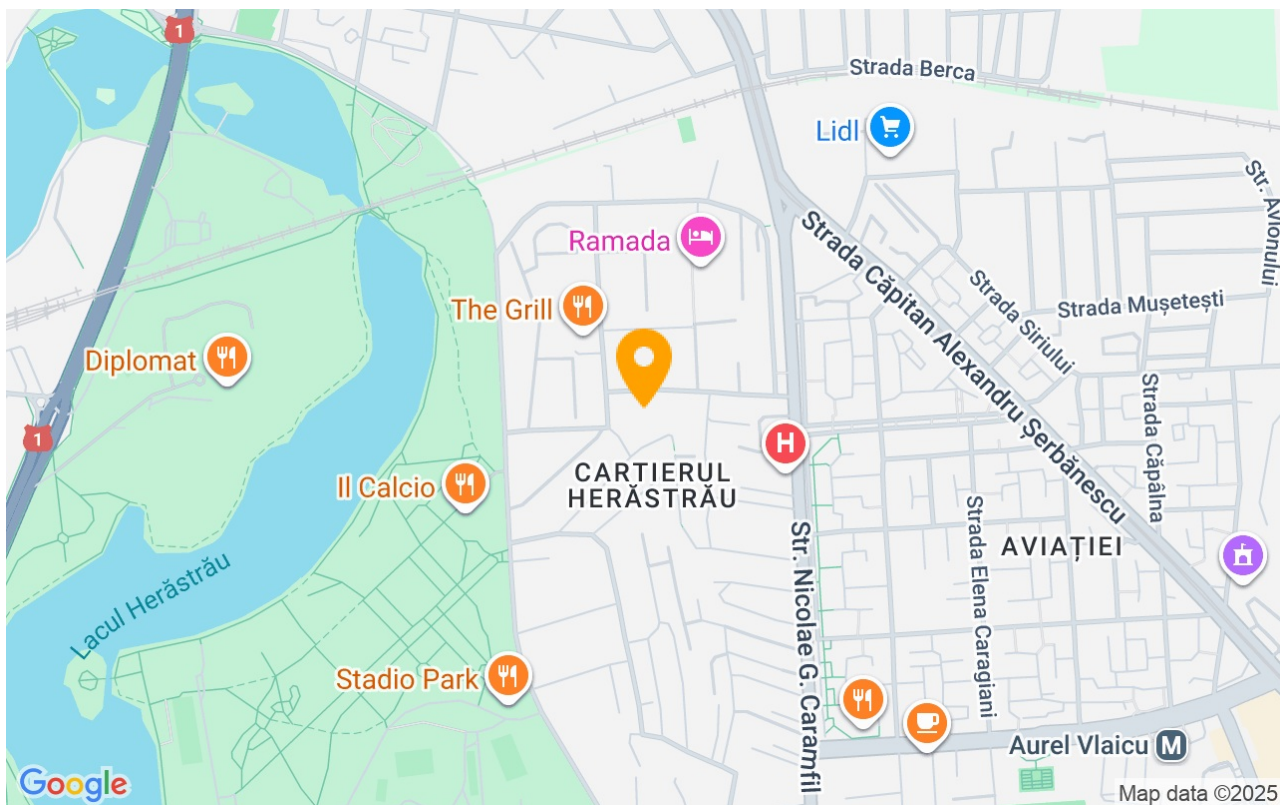 1
Strada Berca
Lidl
Str. Avionului
Ramada
Strada Căpitan Alexandru Șerbănescu
Strada Siriului
Strada Mușetești
The Grill
Diplomat
1
Strada Căpâlna
H
CARTIERUL
HERĂSTRĂU
Il Calcio
Strada Elena Caragiani
AVIAȚIEI
Str. Nicolae G. Caramfil
Lacul Herăstrău
Stadio Park
Aurel Vlaicu M
Google
Map data ©2025